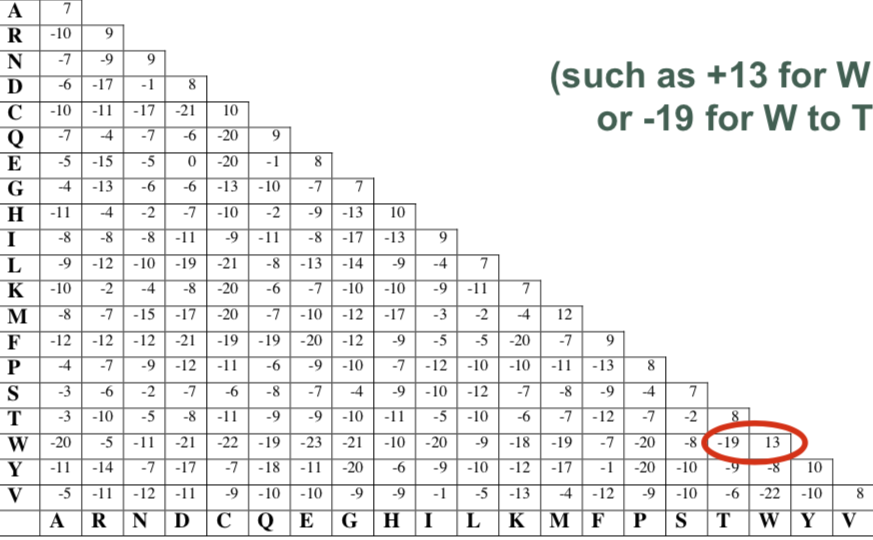 A 7
R -10 9
N -7 -9 9
(such as +13 for W
D -6 -17 -1 8
or -19 for W to T
C -10 -11 -17 -21 10
Q -7 -4 -7 -6 -20 9
E -5 -15 -5 0 -20 -1 8
G -4 -13 -6 -6 -13 -10 -7 7
H -11 -4 -2 -7 -10 -2 -9 -13 10
I -8 -8 -8 -11 -9 -11 -8 -17 -13 9
L -9 -12 -10 -19 -21 -8 -13 -14 -9 -4 7
K -10 -2 -4 -8 -20 -6 -7 -10 -10 -9 -11 7
M -8 -7 -15 -17 -20 -7 -10 -12 -17 -3 -2 -4 12
F -12 -12 -12 -21 -19 -19 -20 -12 -9 -5 -5 -20 -7 9
P -4 -7 -9 -12 -11 -6 -9 -10 -7 -12 -10 -10 -11 -13 8
S -3 -6 -2 -7 -6 -8 -7 -4 -9 -10 -12 -7 -8 -9 -4 7
T -3 -10 -5 -8 -11 -9 -9 -10 -11 -5 -10 -6 -7 -12 -7 -2 8
W -20 -5 -11 -21 -22 -19 -23 -21 -10 -20 -9 -18 -19 -7 -20 -8 -19 13
Y -11 -14 -7 -17 -7 -18 -11 -20 -6 -9 -10 -12 -17 -1 -20 -10 -9 -8 10
V -5 -11 -12 -11 -9 -10 -10 -9 -9 -1 -5 -13 -4 -12 -9 -10 -6 -22 -10 8
A R N D C Q E G H I L K M F P S T W Y V